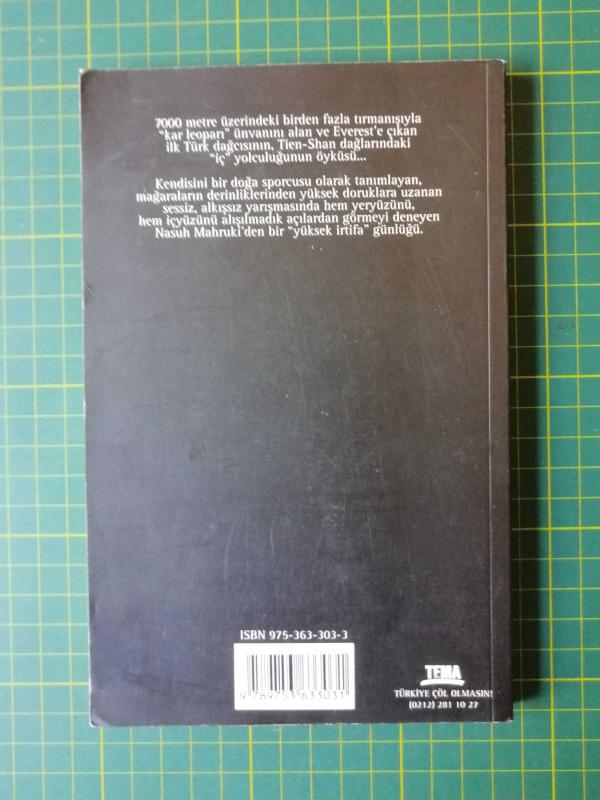 7000 metre üzerindeki birden fazla tırmanışıyla
"kar leoparı" ünvanını alan ve Everest'e çıkan
ilk Türk dağcısının, Tien-Shan dağlarındaki
"iç" yolculuğunun öyküsü...
Kendisini bir doğa sporcusu olarak tanımlayan,
mağaraların derinliklerinden yüksek doruklara uzanan
sessiz, alkışsız yarışmasında hem yeryüzünü,
hem içyüzünü alışılmadık açılardan görmeyi deneyen
Nasuh Mahruki'den bir "yüksek irtifa" günlüğü.
ISBN 975-363-303-3
9 789753 633031
TEMA
TÜRKİYE ÇÖL OLMASIN!
(0212) 281 10 27